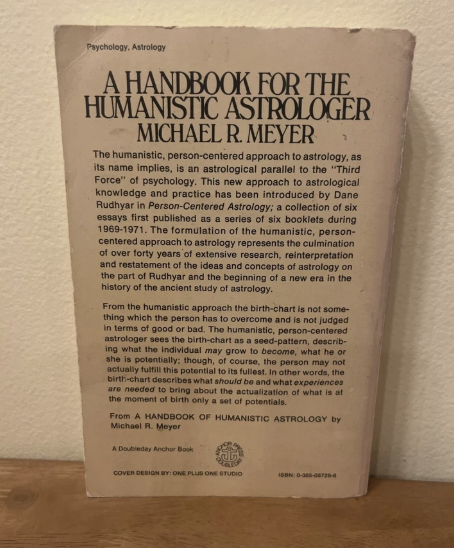 Psychology, Astrology
A HANDBOOK FOR THE
HUMANISTIC ASTROLOGER
MICHAEL R. MEYER
The humanistic, person-centered approach to astrology, as
its name implies, is an astrological parallel to the "Third
Force" of psychology. This new approach to astrological
knowledge and practice has been introduced by Dane
Rudhyar in Person-Centered Astrology; a collection of six
essays first published as a series of six booklets during
1969-1971. The formulation of the humanistic, person-
centered approach to astrology represents the culmination
of over forty years of extensive research, reinterpretation
and restatement of the ideas and concepts of astrology on
the part of Rudhyar and the beginning of a new era in the
history of the ancient study of astrology.
From the humanistic approach the birth-chart is not some-
thing which the person has to overcome and is not judged
in terms of good or bad. The humanistic, person-centered
astrologer sees the birth-chart as a seed-pattern, describ-
ing what the individual may grow to become, what he or
she is potentially; though, of course, the person may not
actually fulfill this potential to its fullest. In other words, the
birth-chart describes what should be and what experiences
are needed to bring about the actualization of what is at
the moment of birth only a set of potentials.
From A HANDBOOK OF HUMANISTIC ASTROLOGY by
Michael R. Meyer
A Doubleday Anchor Book
ANCHOR PRESS
DOUBLEDAY
COVER DESIGN BY: ONE PLUS ONE STUDIO
ISBN: